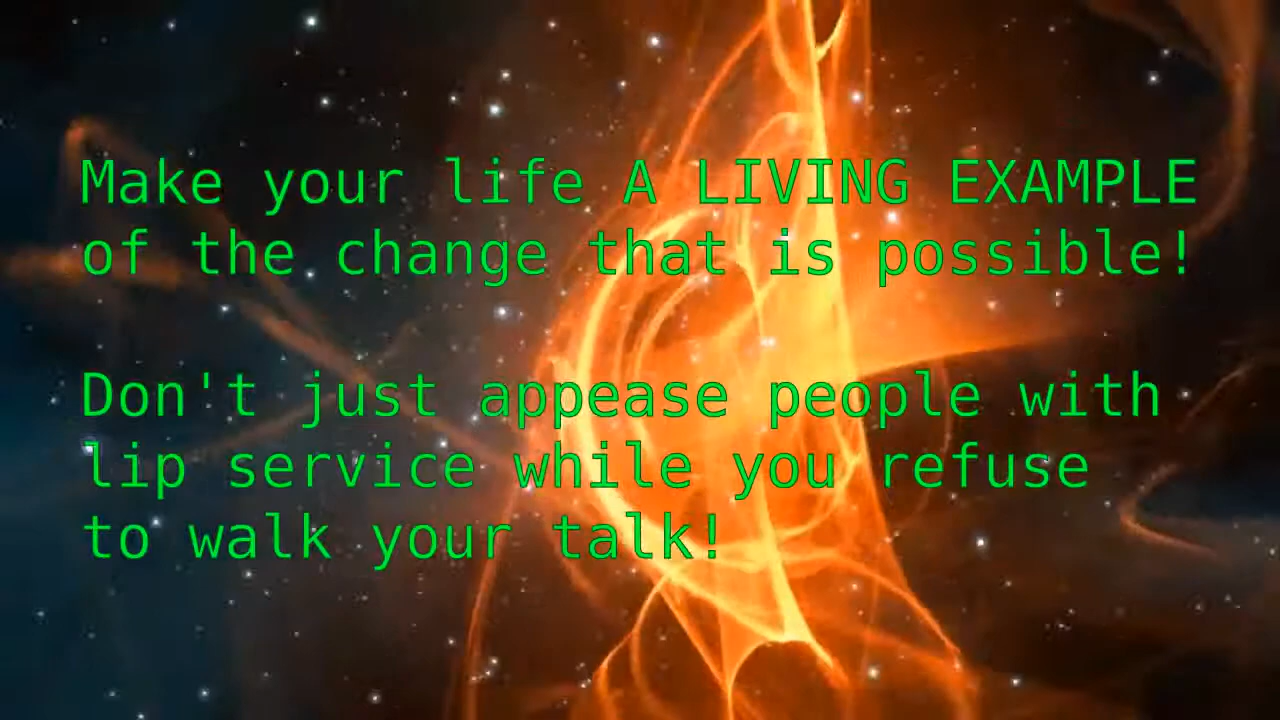 Make your life A LIVING EXAMPLE
of the change that is possible!
Don't just appease people with
lip service while you refuse
to walk your talk!